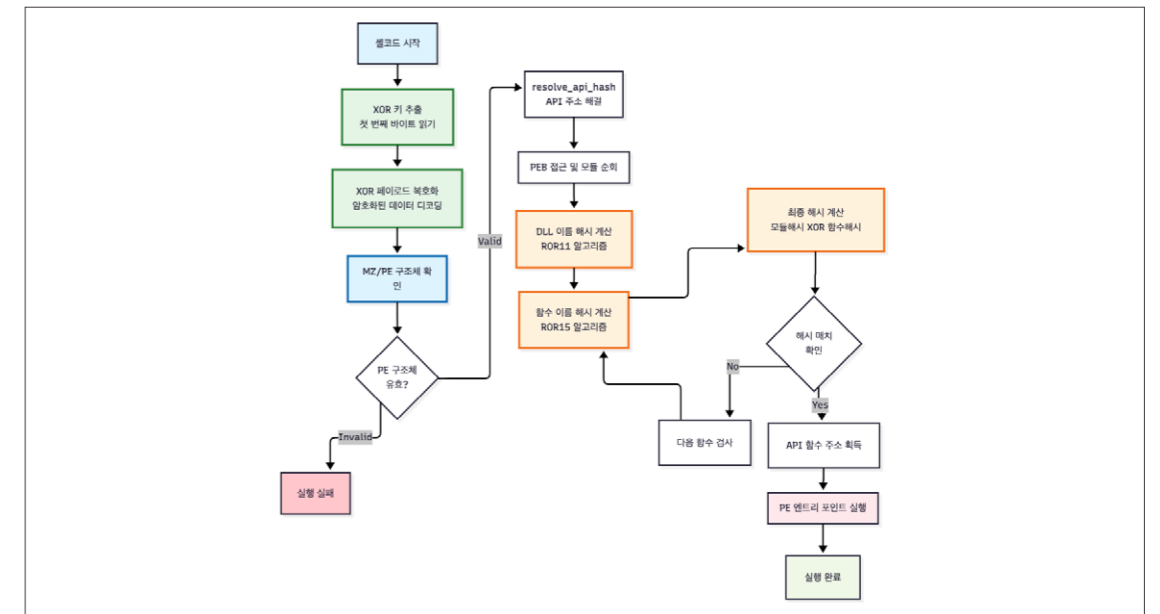 셸코드 시작
XOR 키 추출
첫 번째 바이트 읽기
XOR 페이로드 복호화
암호화된 데이터 디코딩
MZ/PE 구조체 확
인
PE 구조체
유효?
Invalid
실행 실패
Valid
resolve_api_hash
API 주소 해결
PEB 접근 및 모듈 순회
DLL 이름 해시 계산
ROR11 알고리즘
함수 이름 해시 계산
ROR15 알고리즘
최종 해시 계산
모듈해시 XOR 함수해시
해시 매치
확인
No
다음 함수 검사
Yes
API 함수 주소 획득
PE 엔트리 포인트 실행
실행 완료